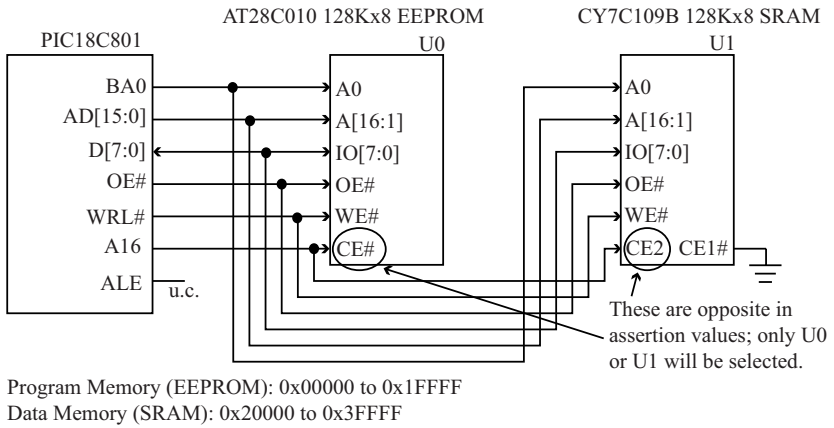 AT28C010 128Kx8 EEPROM
CY7C109B 128Kx8 SRAM
PIC18C801
U0
U1
BA0
AD[15:0]
D[7:0]
OE#
WRL#
A16
ALE
u.c.
A0
A[16:1]
IO[7:0]
OE#
WE#
CE#
A0
A[16:1]
IO[7:0]
OE#
WE#
CE2 CE1#
These are opposite in
assertion values; only U0
or U1 will be selected.
Program Memory (EEPROM): 0x00000 to 0x1FFFF
Data Memory (SRAM): 0x20000 to 0x3FFFF